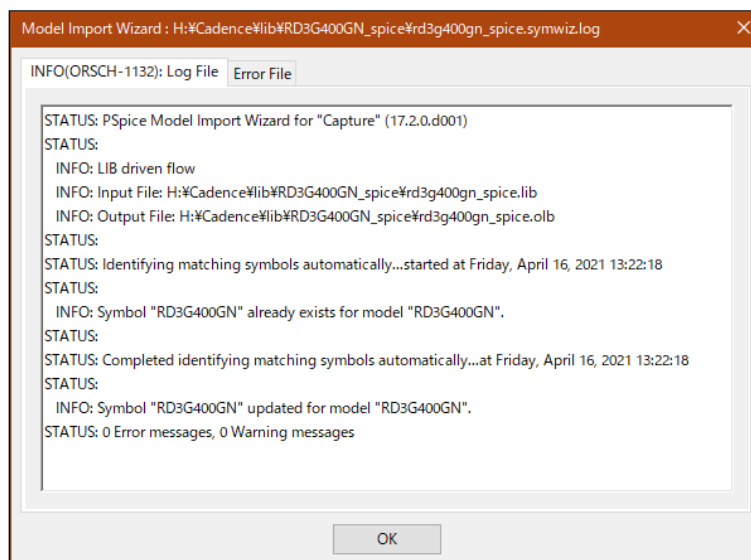 Model Import Wizard : H:¥Cadence¥lib¥RD3G400GN_spice¥rd3g400gn_spice.symwiz.log
INFO(ORSCH-1132): Log File Error File
STATUS: PSpice Model Import Wizard for "Capture" (17.2.0.d001)
STATUS:
INFO: LIB driven flow
INFO: Input File: H:¥Cadence¥lib¥RD3G400GN_spice¥rd3g400gn_spice.lib
INFO: Output File: H:¥Cadence¥lib¥RD3G400GN_spice¥rd3g400gn_spice.olb
STATUS:
STATUS: Identifying matching symbols automatically...started at Friday, April 16, 2021 13:22:18
STATUS:
INFO: Symbol "RD3G400GN" already exists for model "RD3G400GN".
STATUS:
STATUS: Completed identifying matching symbols automatically...at Friday, April 16, 2021 13:22:18
STATUS:
INFO: Symbol "RD3G400GN" updated for model "RD3G400GN".
STATUS: 0 Error messages, 0 Warning messages
OK